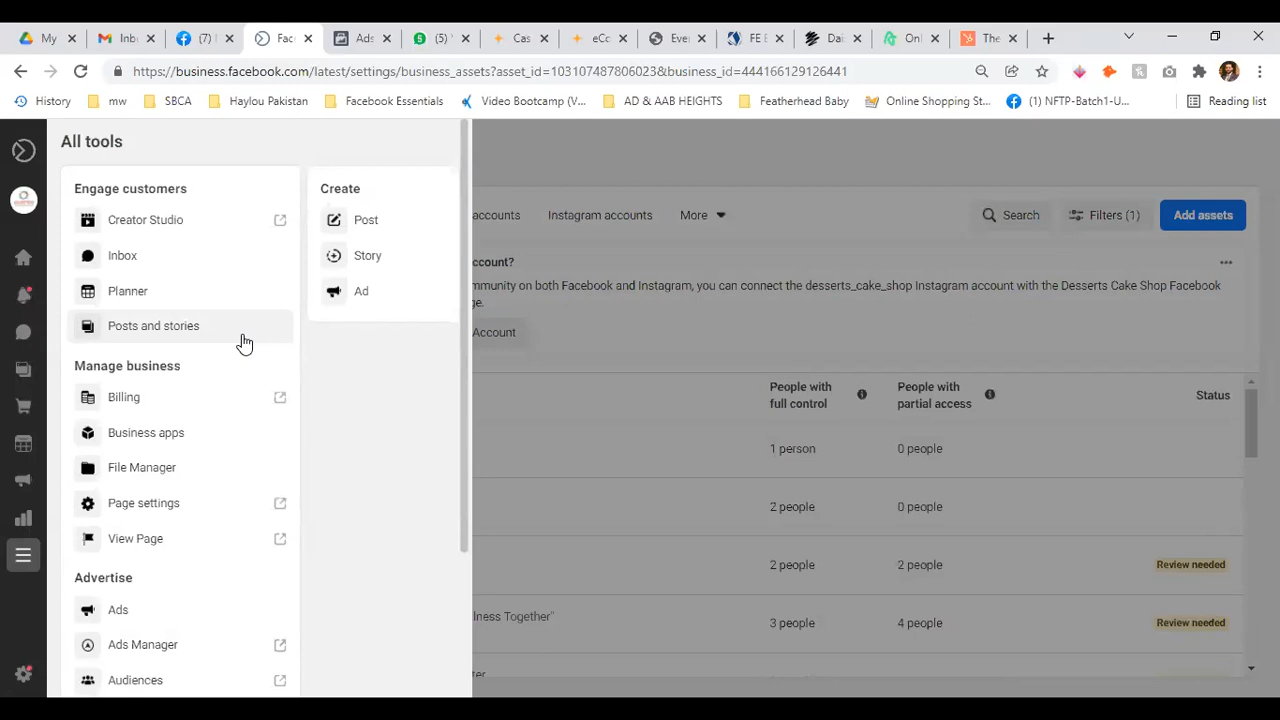 My
Inb
(7)
Fac
Ads
(5)
Cas
eCc
Eve
FE E
Dai
Onl
The
https://business.facebook.com/latest/settings/business_assets?asset_id=103107487806023&business_id=444166129126441
History
mw
SBCA
Haylou Pakistan
Facebook Essentials
Video Bootcamp (V...
AD & AAB HEIGHTS
Featherhead Baby
Online Shopping St...
(1) NFTP-Batch1-U...
Reading list
All tools
Engage customers
Creator Studio
Inbox
Planner
Posts and stories
Manage business
Billing
Business apps
File Manager
Page settings
View Page
Advertise
Ads
Ads Manager
Audiences
Create
Post
Story
Ad
accounts
Instagram accounts
More
Search
Filters (1)
Add assets
ccount?
mmunity on both Facebook and Instagram, you can connect the desserts_cake_shop Instagram account with the Desserts Cake Shop Facebook
ge.
Account
People with
full control
People with
partial access
Status
1 person
0 people
2 people
0 people
2 people
2 people
Review needed
lness Together"
3 people
4 people
Review needed
ter